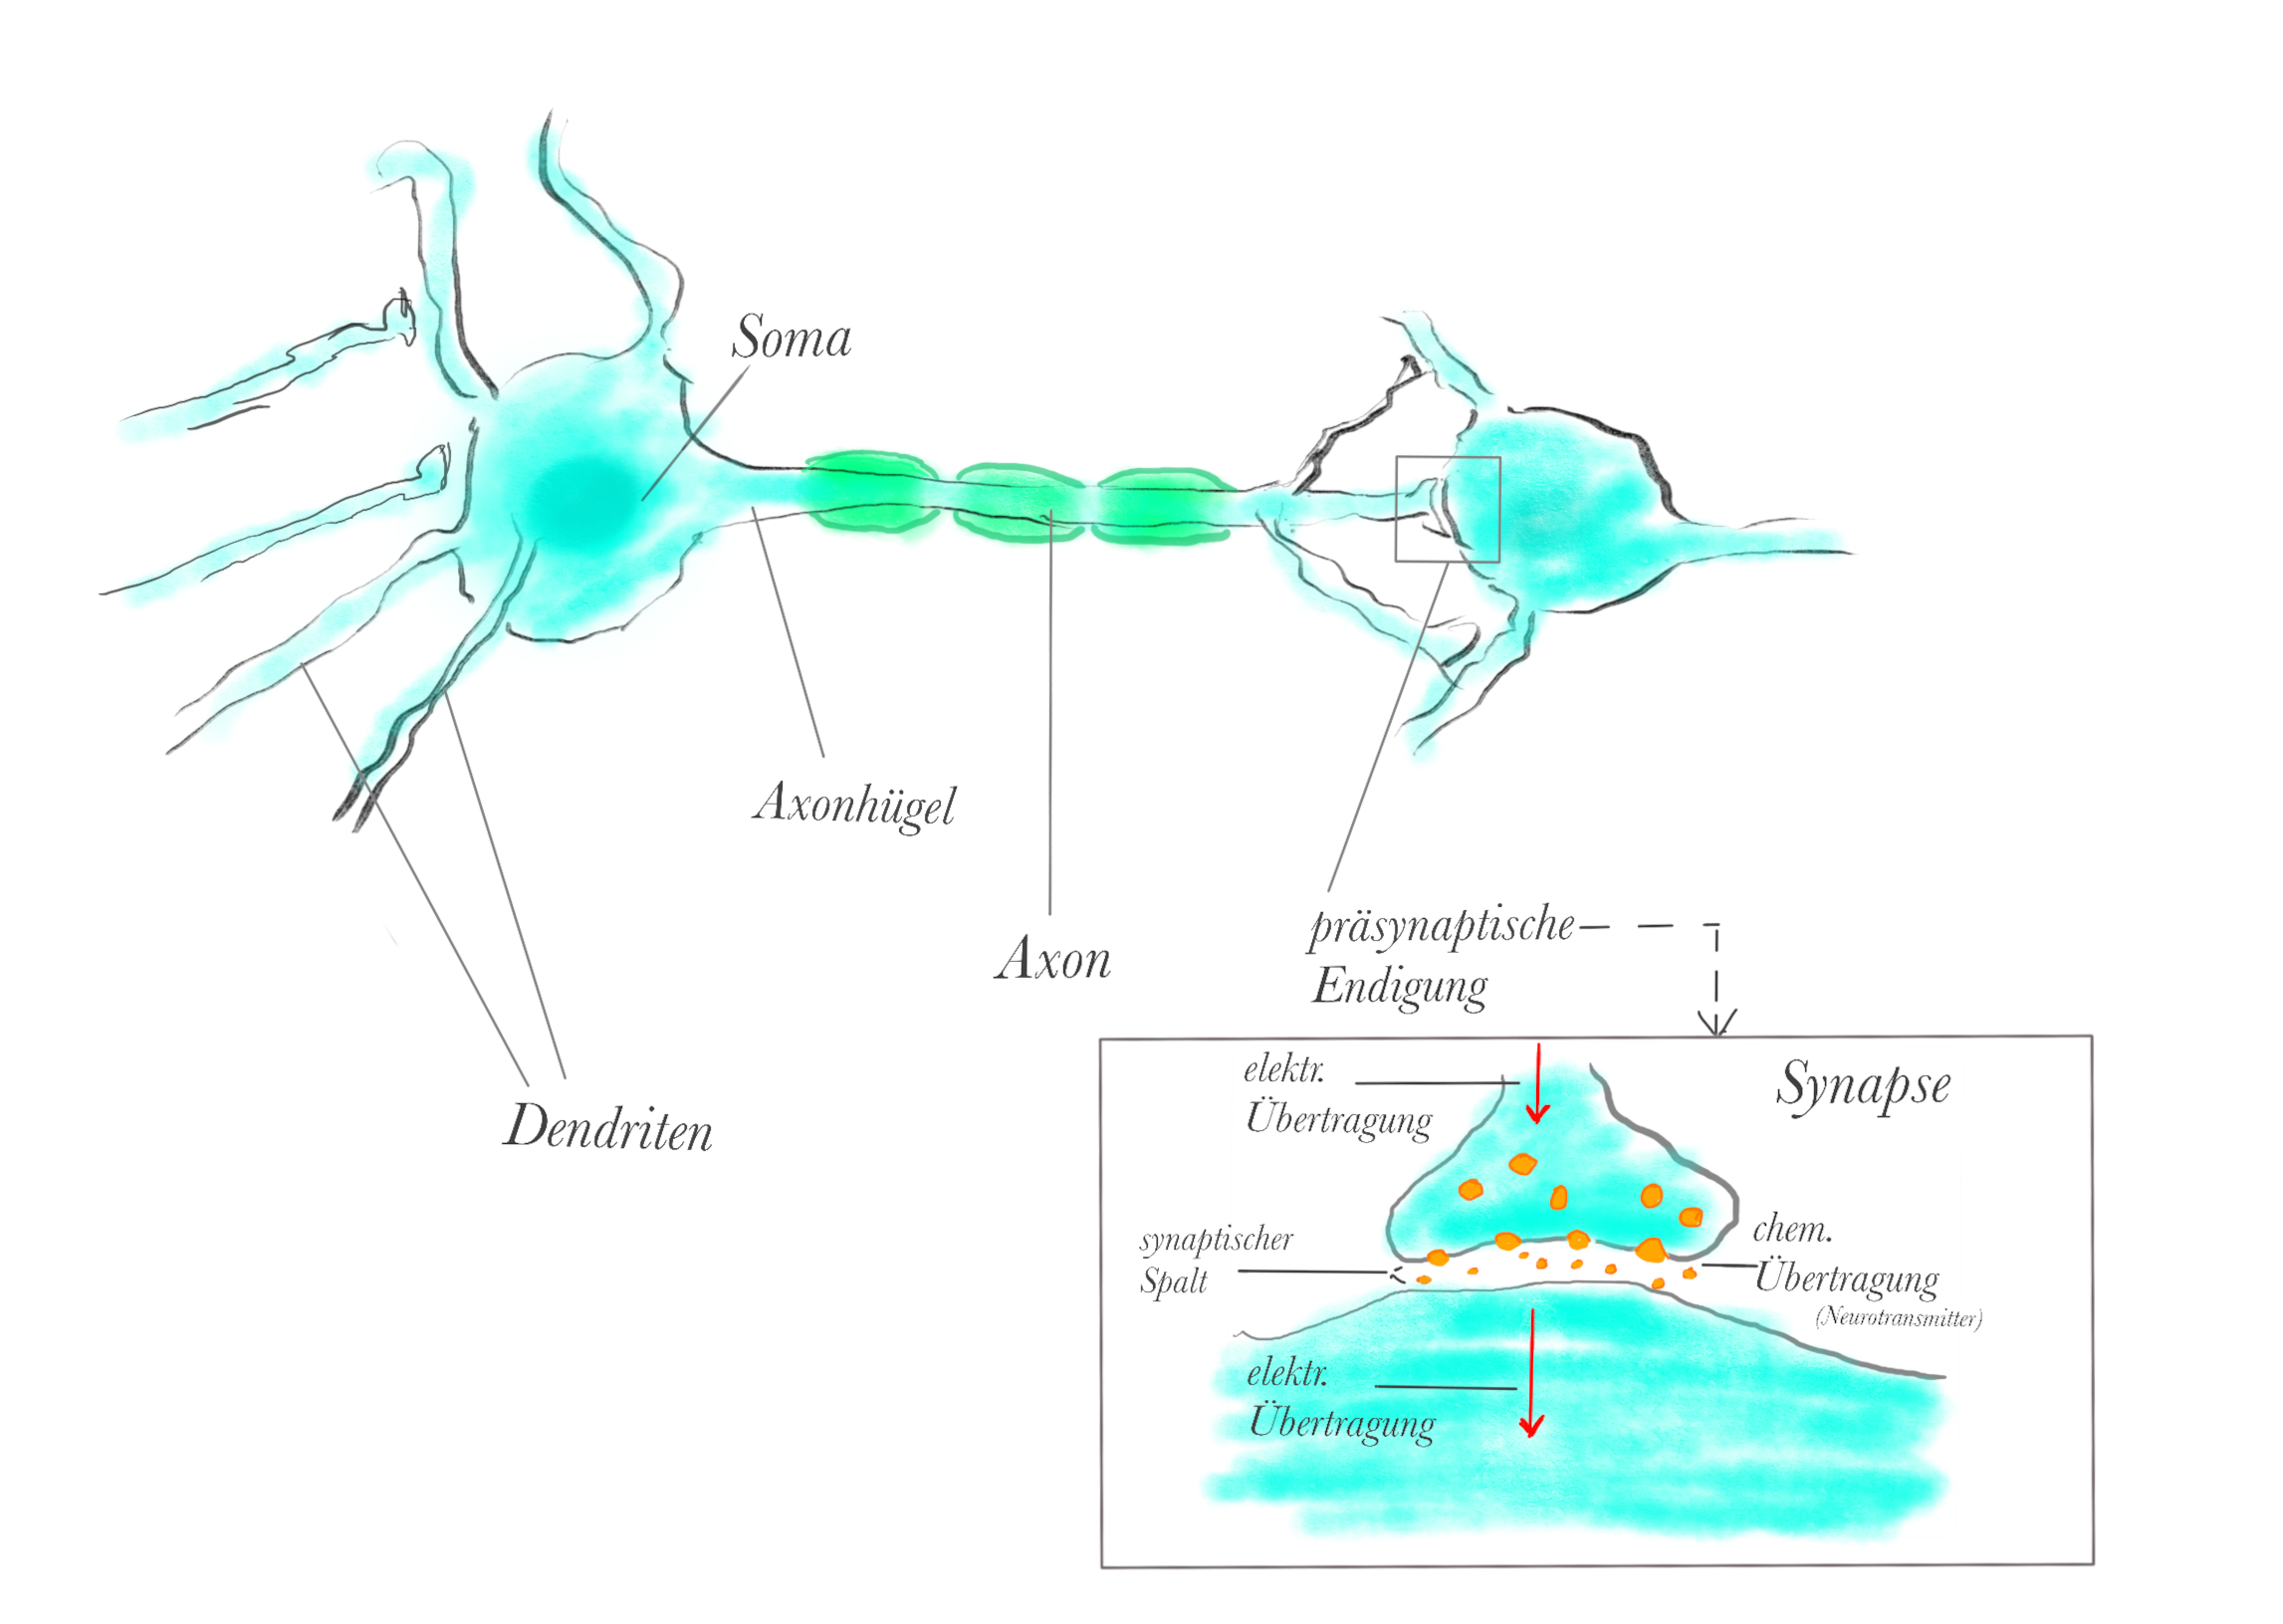 Soma
Axonhügel
Axon
präsynaptische
Endigung
Dendriten
Synapse
elektr.
Übertragung
synaptischer
Spalt
chem.
Übertragung
(Neurotransmitter)
elektr.
Übertragung